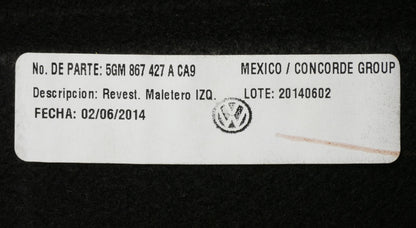 No. DE PARTE: 5GM 867 427 A CA9 MEXICO / CONCORDE GROUP
Descripcion: Revest. Maletero IZQ. LOTE: 20140602
FECHA: 02/06/2014